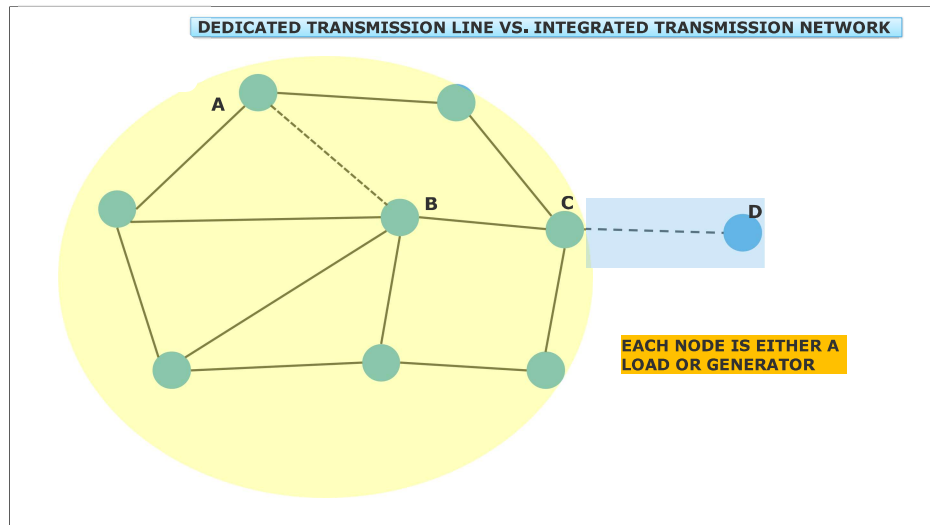 DEDICATED TRANSMISSION LINE VS. INTEGRATED TRANSMISSION NETWORK
A
B
C
D
EACH NODE IS EITHER A
LOAD OR GENERATOR